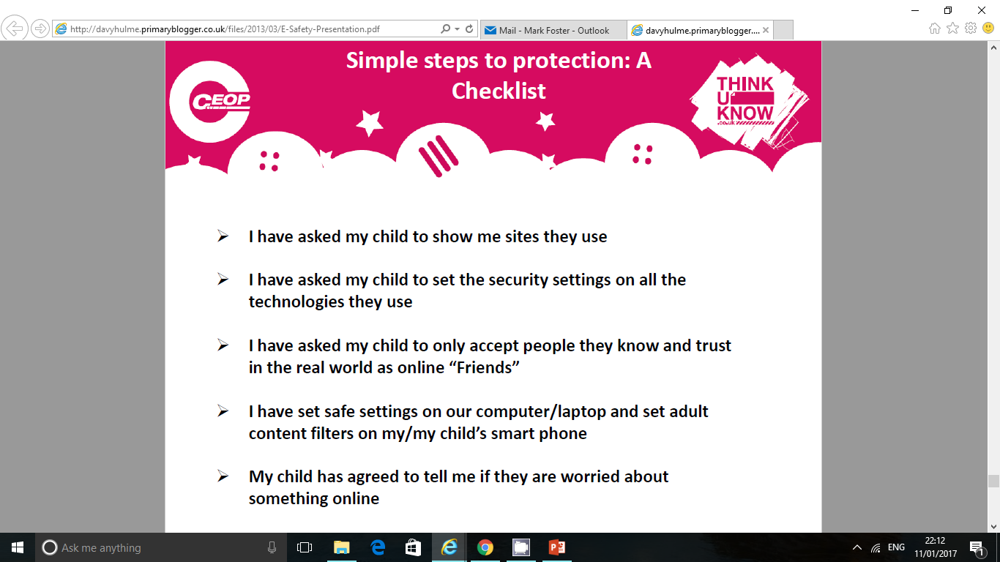 http://davyhulme.primaryblogger.co.uk/files/2013/03/E-Safety-Presentation.pdf
Mail - Mark Foster - Outlook
davyhulme.primaryblogger....
Simple steps to protection: A
Checklist
CEOP
THINK
U
KNOW
.co.uk
➢ I have asked my child to show me sites they use
➢ I have asked my child to set the security settings on all the
technologies they use
➢ I have asked my child to only accept people they know and trust
in the real world as online “Friends”
➢ I have set safe settings on our computer/laptop and set adult
content filters on my/my child’s smart phone
➢ My child has agreed to tell me if they are worried about
something online
Ask me anything
ENG
22:12
11/01/2017
1